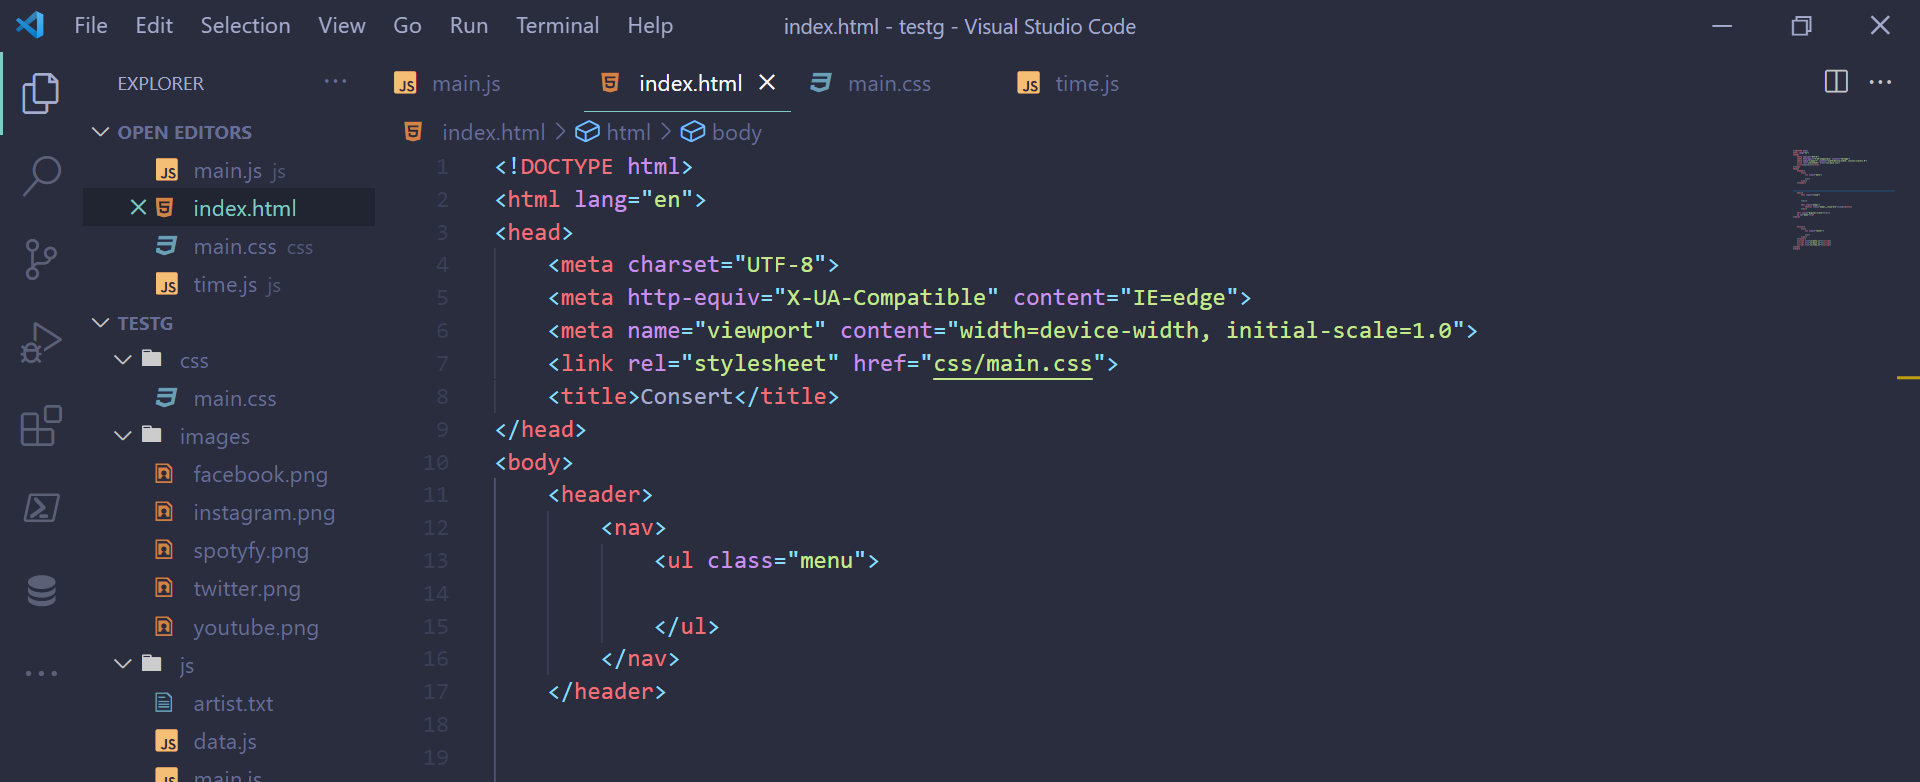 File Edit Selection View Go Run Terminal Help index.html - testg - Visual Studio Code
EXPLORER
main.js index.html main.css time.js
OPEN EDITORS
main.js js
index.html
main.css css
time.js js
TESTG
css
main.css
images
facebook.png
instagram.png
spotyfy.png
twitter.png
youtube.png
js
artist.txt
data.js
main.js
index.html > html > body
1 <!DOCTYPE html>
2 <html lang="en">
3 <head>
4 <meta charset="UTF-8">
5 <meta http-equiv="X-UA-Compatible" content="IE=edge">
6 <meta name="viewport" content="width=device-width, initial-scale=1.0">
7 <link rel="stylesheet" href="css/main.css">
8 <title>Consert</title>
9 </head>
10 <body>
11 <header>
12 <nav>
13 <ul class="menu">
14
15 </ul>
16 </nav>
17 </header>
18
19